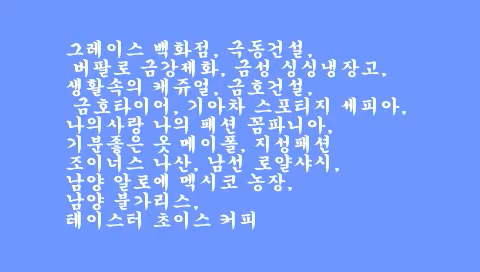 그레이스 백화점, 극동건설,
버팔로 금강제화, 금성 싱싱냉장고,
생활속의 캐쥬얼, 금호건설,
금호타이어, 기아차 스포티지 세피아,
나의사랑 나의 패션 꼼파니아,
기분좋은 옷 메이폴, 지성패션
조이너스 나산, 남선 로얄샤시,
남양 알로에 멕시코 농장,
남양 불가리스,
테이스터 초이스 커피